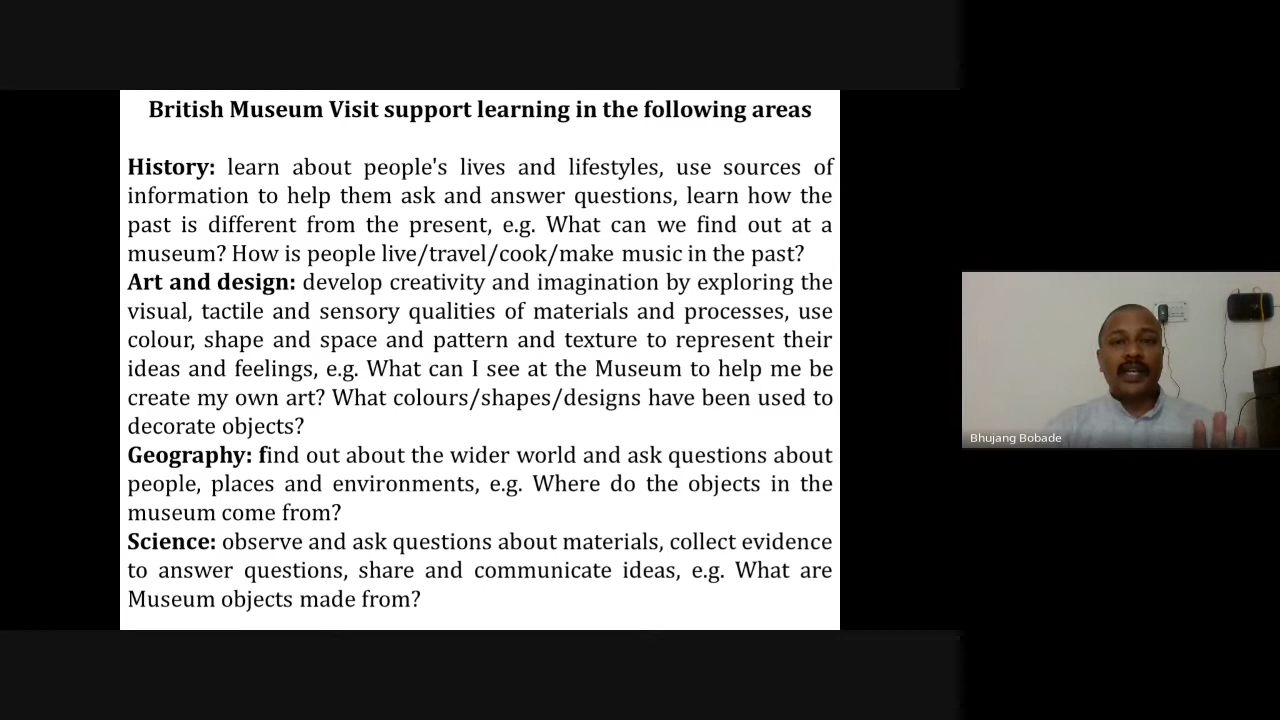 British Museum Visit support learning in the following areas
History: learn about people's lives and lifestyles, use sources of
information to help them ask and answer questions, learn how the
past is different from the present, e.g. What can we find out at a
museum? How is people live/travel/cook/make music in the past?
Art and design: develop creativity and imagination by exploring the
visual, tactile and sensory qualities of materials and processes, use
colour, shape and space and pattern and texture to represent their
ideas and feelings, e.g. What can I see at the Museum to help me be
create my own art? What colours/shapes/designs have been used to
decorate objects?
Geography: find out about the wider world and ask questions about
people, places and environments, e.g. Where do the objects in the
museum come from?
Science: observe and ask questions about materials, collect evidence
to answer questions, share and communicate ideas, e.g. What are
Museum objects made from?
Bhujang Bobade